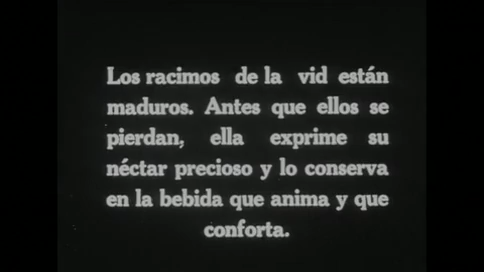 Los racimos de la vid están
maduros. Antes que ellos se
pierdan, ella exprime su
néctar precioso y lo conserva
en la bebida que anima y que
conforta.